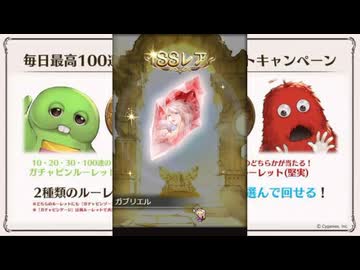 毎日最高100連
SSレア
トキャンペーン
10・20・30・100連の
ガチャピンルーレット
のどちらかが当たる！
ーレット(堅実)
2種類のルーレ
選んで回せる！
ガブリエル
© Cygames, Inc.